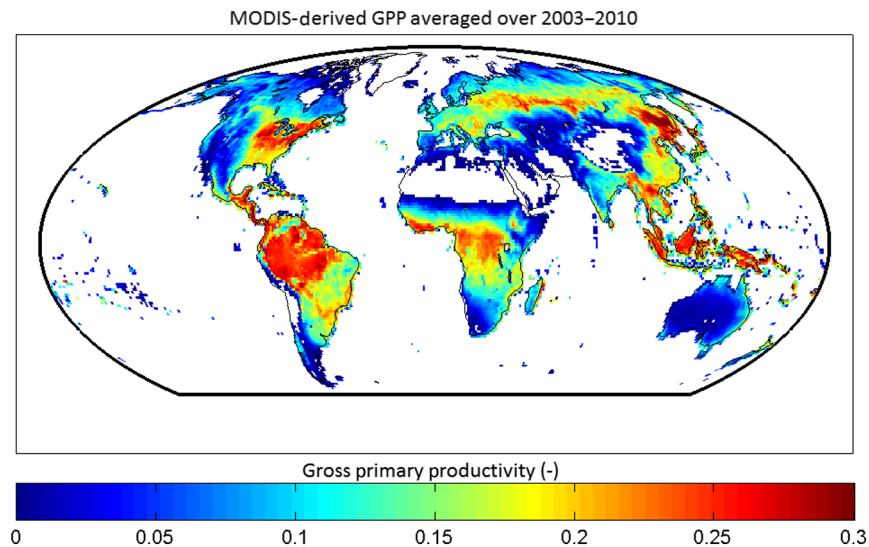 MODIS-derived GPP averaged over 2003–2010
Gross primary productivity (-)
0 0.05 0.1 0.15 0.2 0.25 0.3